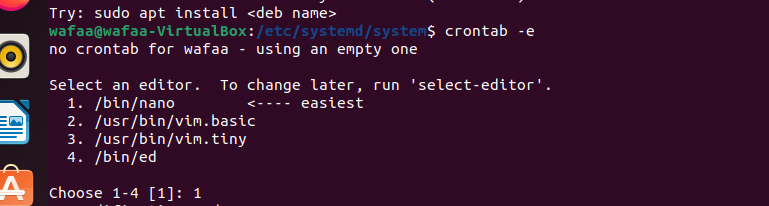 Try: sudo apt install <deb name>
wafaa@wafaa-VirtualBox:/etc/systemd/system$ crontab -e
no crontab for wafaa - using an empty one

Select an editor.  To change later, run 'select-editor'.
  1. /bin/nano        <---- easiest
  2. /usr/bin/vim.basic
  3. /usr/bin/vim.tiny
  4. /bin/ed

Choose 1-4 [1]: 1